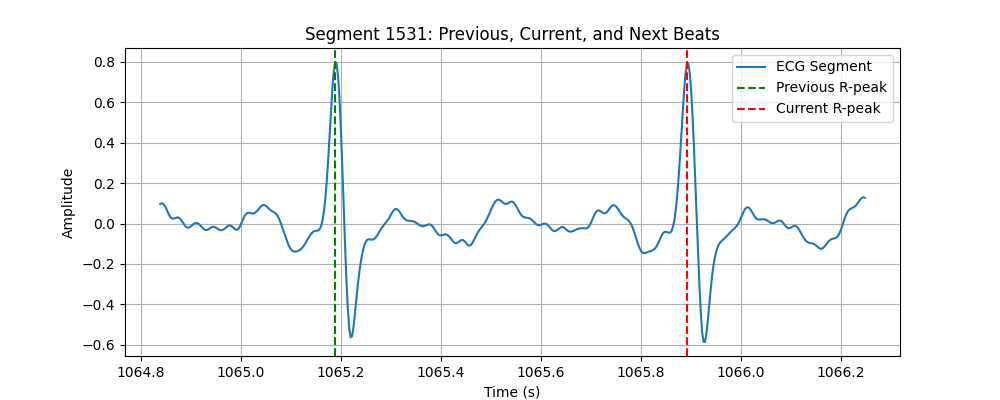 Segment 1531: Previous, Current, and Next Beats
ECG Segment
Previous R-peak
Current R-peak
Amplitude
0.8
0.6
0.4
0.2
0.0
−0.2
−0.4
−0.6
1064.8 1065.0 1065.2 1065.4 1065.6 1065.8 1066.0 1066.2
Time (s)